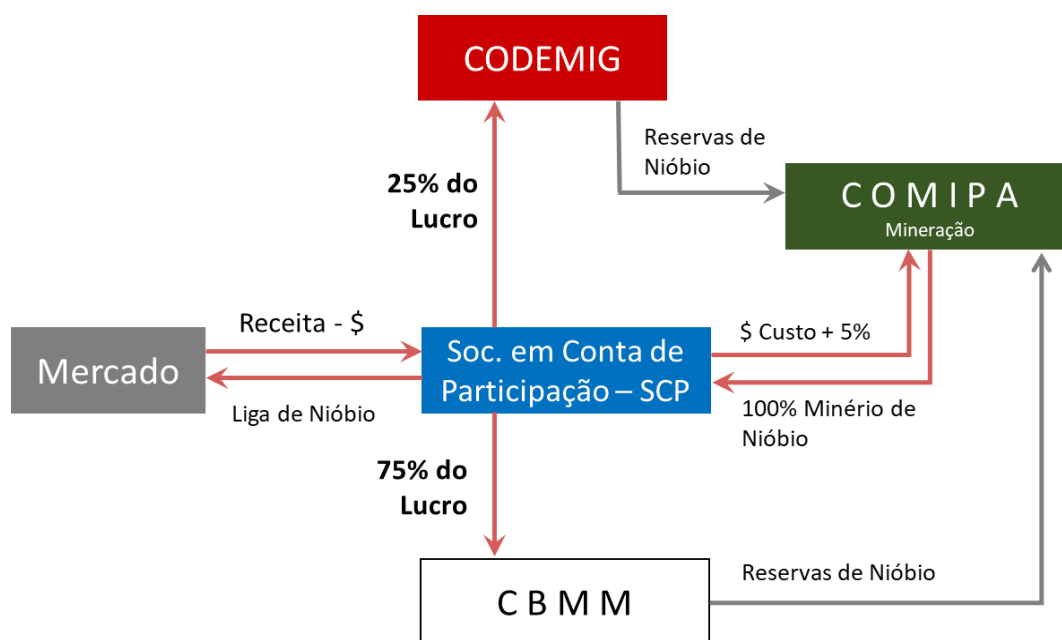 CODEMIG
Reservas de
Nióbio
25% do
Lucro
C O M I P A
Mineração
Receita - $
Mercado
Liga de Nióbio
Soc. em Conta de
Participação – SCP
$ Custo + 5%
100% Minério de
Nióbio
75% do
Lucro
C B M M
Reservas de Nióbio